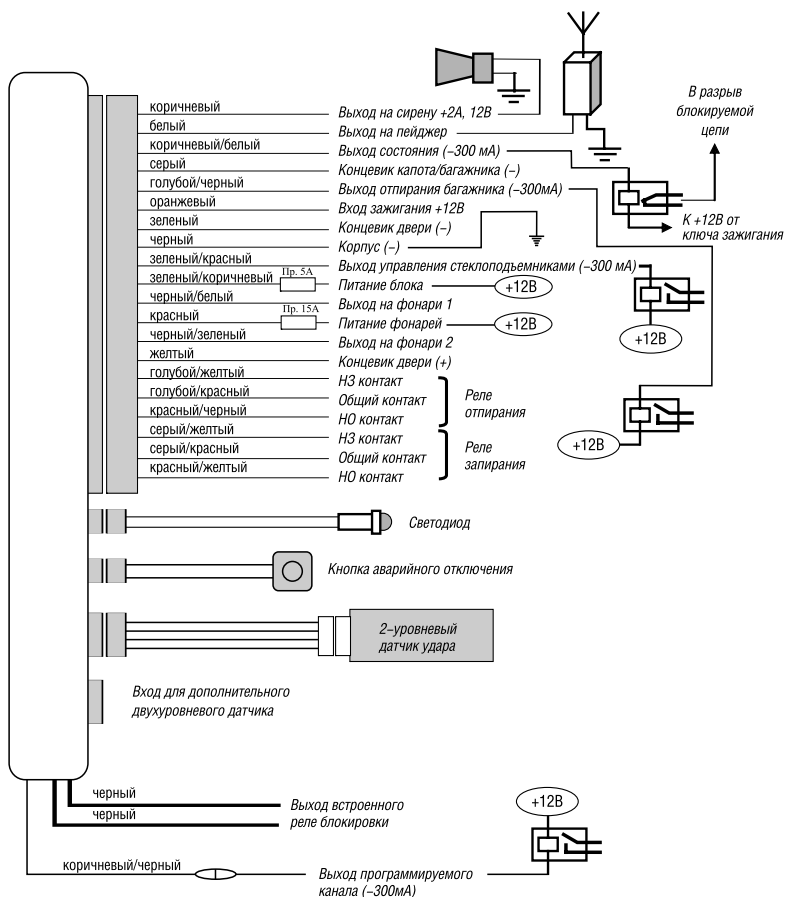 коричневый
Выход на сирену +2А, 12В
белый
Выход на пейджер
коричневый/белый
Выход состояния (–300 мА)
серый
Концевик капота/багажника (–)
голубой/черный
Выход отпирания багажника (–300мА)
оранжевый
Вход зажигания +12В
зеленый
Концевик двери (–)
черный
Корпус (–)
зеленый/красный
Выход управления стеклоподъемниками (–300 мА)
зеленый/коричневый
Пр. 5А
Питание блока
+12В
черный/белый
Выход на фонари 1
красный
Пр. 15А
Питание фонарей
+12В
черный/зеленый
Выход на фонари 2
желтый
Концевик двери (+)
голубой/желтый
НЗ контакт
голубой/красный
Общий контакт
красный/черный
НО контакт
Реле
отпирания
серый/желтый
НЗ контакт
серый/красный
Общий контакт
красный/желтый
НО контакт
Реле
запирания
В разрыв
блокируемой
цепи
К +12В от
ключа зажигания
+12В
+12В
Светодиод
Кнопка аварийного отключения
2–уровневый
датчик удара
Вход для дополнительного
двухуровневого датчика
черный
черный
Выход встроенного
реле блокировки
+12В
коричневый/черный
Выход программируемого
канала (–300мА)